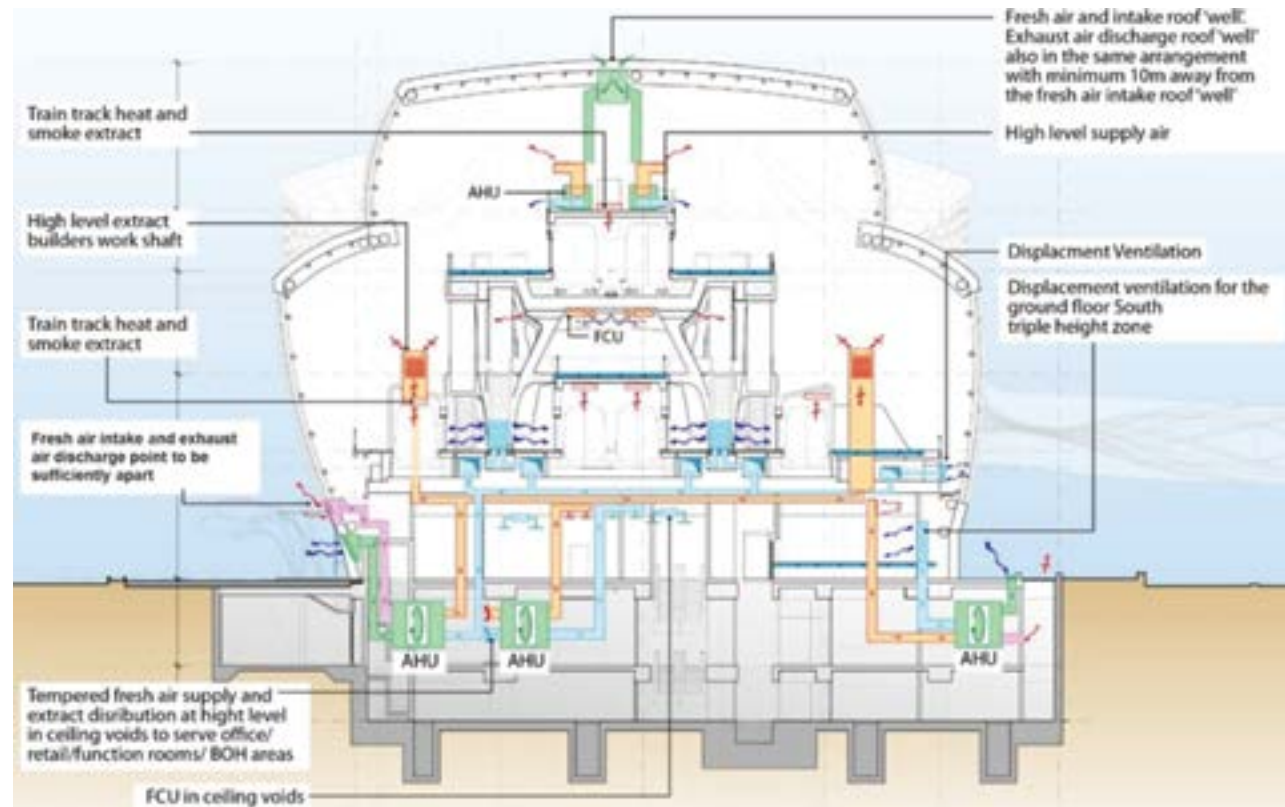 Fresh air and intake roof 'well'.
Exhaust air discharge roof 'well'
also in the same arrangement
with minimum 10m away from
the fresh air intake roof 'well'
Train track heat and
smoke extract
High level supply air
AHU
High level extract
builders work shaft
Displacment Ventilation
Displacement ventilation for the
ground floor South
triple height zone
Train track heat and
smoke extract
FCU
Fresh air intake and exhaust
air discharge point to be
sufficiently apart
AHU
AHU
AHU
Tempered fresh air supply and
extract disribution at hight level
in ceiling voids to serve office/
retail/function rooms/ BOH areas
FCU in ceiling voids